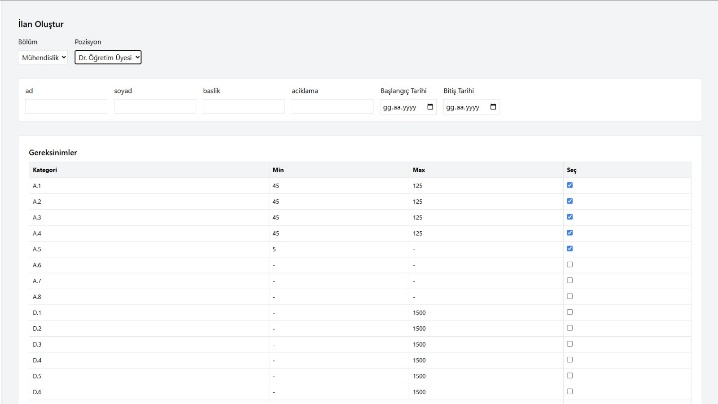 İlan Oluştur
Bölüm Pozisyon
Mühendislik Dr. Öğretim Üyesi
ad soyad baslik aciklama Başlangıç Tarihi Bitiş Tarihi
gg.aa.yyyy gg.aa.yyyy
Gereksinimler
Kategori Min Max Seç
A.1 45 125
A.2 45 125
A.3 45 125
A.4 45 125
A.5 5 -
A.6 - -
A.7 - -
A.8 - -
D.1 - 1500
D.2 - 1500
D.3 - 1500
D.4 - 1500
D.5 - 1500
D.6 - 1500